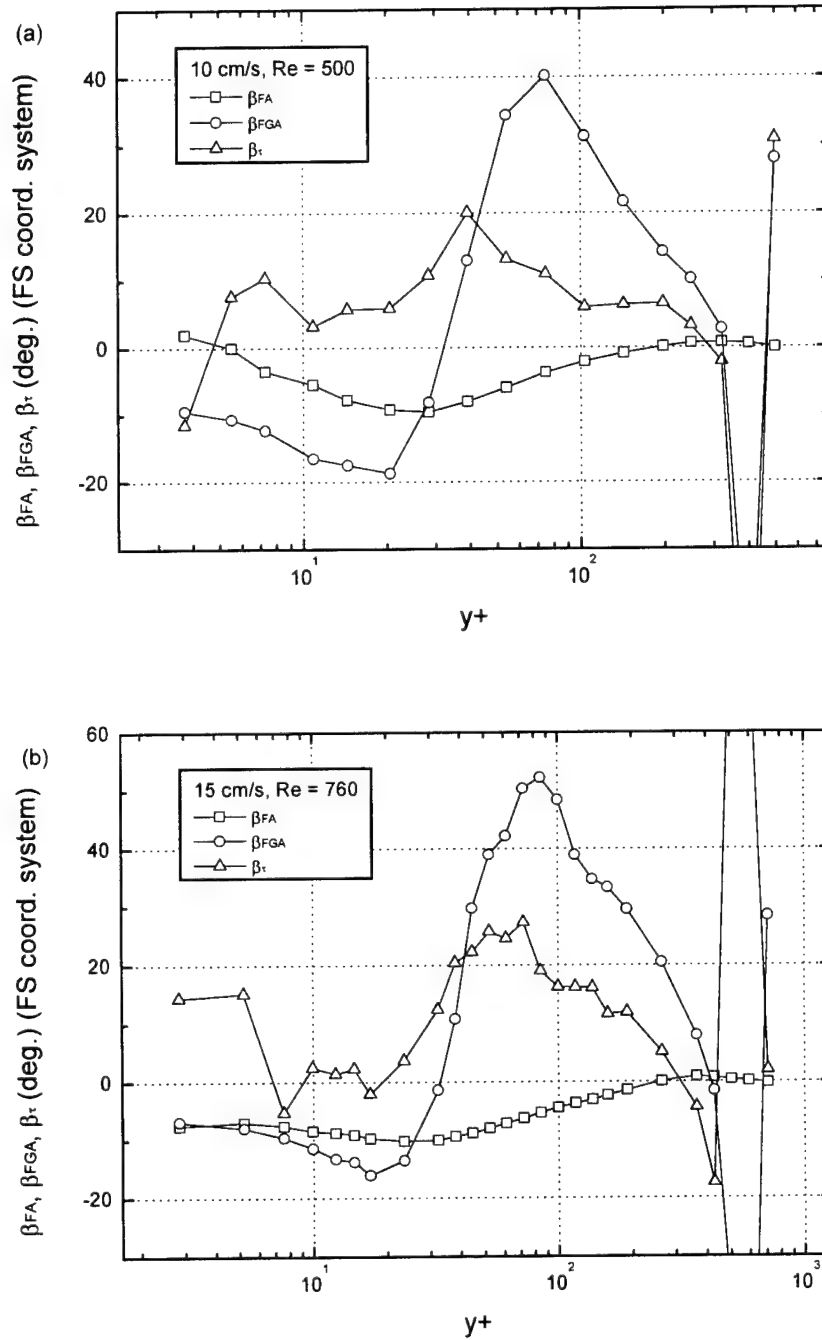 (a)
10 cm/s, Re = 500
βFA
βFGA
βτ
βFA, βFGA, βτ (deg.) (FS coord. system)
40
20
0
-20
10¹
10²
y+
(b)
15 cm/s, Re = 760
βFA
βFGA
βτ
βFA, βFGA, βτ (deg.) (FS coord. system)
60
40
20
0
-20
10¹
10²
10³
y+